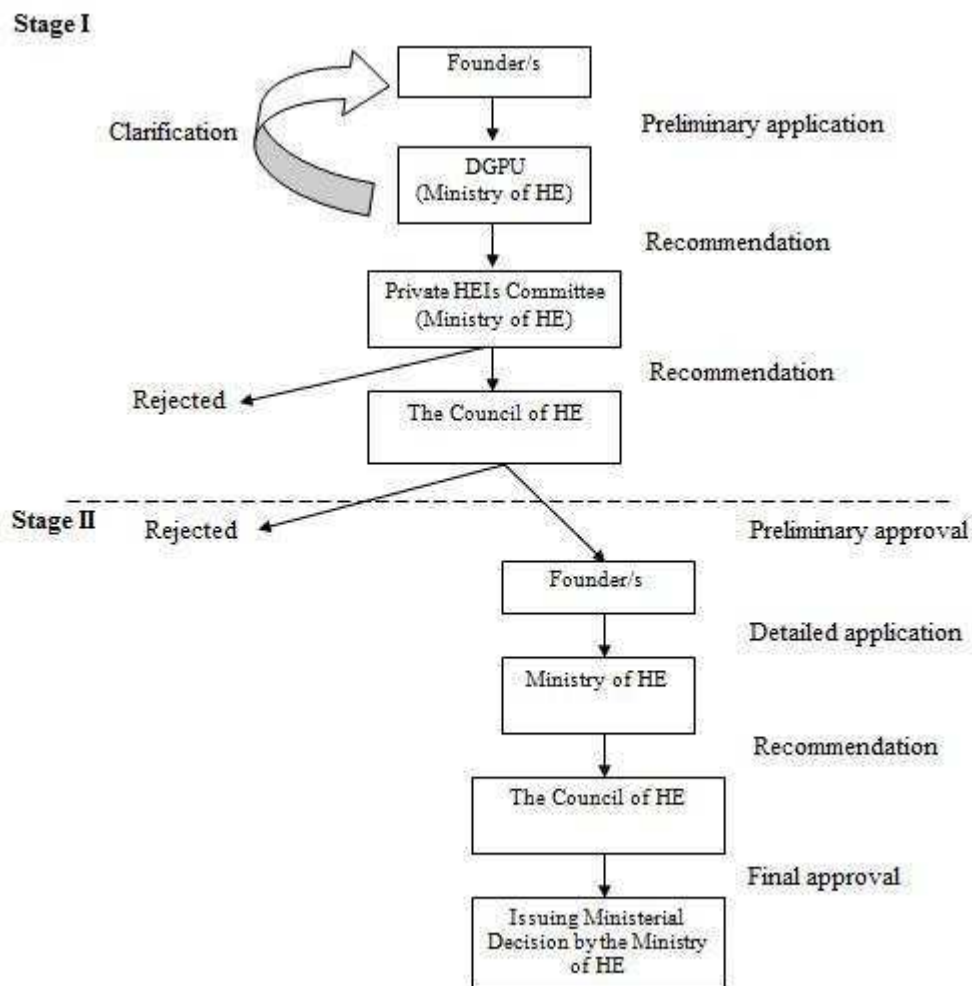 Stage I
Founder/s
Clarification
Preliminary application
DGPU
(Ministry of HE)
Recommendation
Private HEIs Committee
(Ministry of HE)
Recommendation
Rejected
The Council of HE
Stage II
Rejected
Preliminary approval
Founder/s
Detailed application
Ministry of HE
Recommendation
The Council of HE
Final approval
Issuing Ministerial
Decision by the Ministry
of HE